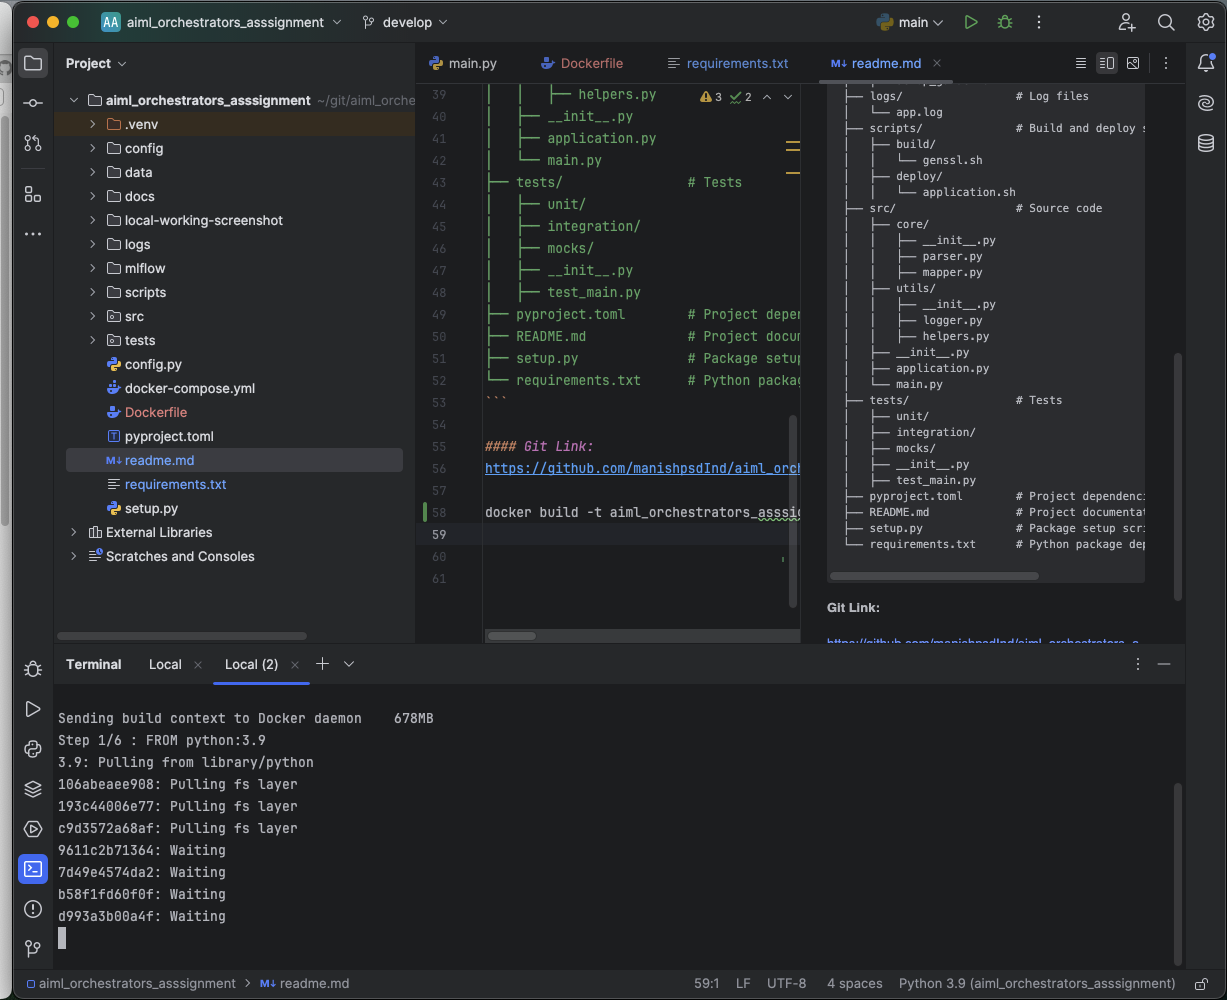 AA aiml_orchestrators_asssignment
develop
main
Project
main.py
Dockerfile
requirements.txt
M↓ readme.md
aiml_orchestrators_asssignment ~/git/aiml_orche
.venv
config
data
docs
local-working-screenshot
logs
mlflow
scripts
src
tests
config.py
docker-compose.yml
Dockerfile
pyproject.toml
M↓ readme.md
requirements.txt
setup.py
External Libraries
Scratches and Consoles
3 2
39 │   │   ├── helpers.py
40 │   ├── __init__.py
41 │   ├── application.py
42 │   └── main.py
43 ├── tests/ # Tests
44 │   ├── unit/
45 │   ├── integration/
46 │   ├── mocks/
47 │   ├── __init__.py
48 │   ├── test_main.py
49 ├── pyproject.toml # Project depen
50 ├── README.md # Project docum
51 ├── setup.py # Package setup
52 └── requirements.txt # Python packag
53 ```
54
55 #### Git Link:
56 https://github.com/manishpsdInd/aiml_orch
57
58 docker build -t aiml_orchestrators_asssig
59
60
61
├── logs/ # Log files
│   └── app.log
├── scripts/ # Build and deploy s
│   ├── build/
│   │   └── genssl.sh
│   ├── deploy/
│   │   └── application.sh
├── src/ # Source code
│   ├── core/
│   │   ├── __init__.py
│   │   ├── parser.py
│   │   ├── mapper.py
│   ├── utils/
│   │   ├── __init__.py
│   │   ├── logger.py
│   │   ├── helpers.py
│   ├── __init__.py
│   ├── application.py
│   └── main.py
├── tests/ # Tests
│   ├── unit/
│   ├── integration/
│   ├── mocks/
│   ├── __init__.py
│   ├── test_main.py
├── pyproject.toml # Project dependenci
├── README.md # Project documentat
├── setup.py # Package setup scri
└── requirements.txt # Python package dep
Git Link:
https://github.com/manishpsdInd/aiml_orchestrators_a
Terminal
Local
Local (2)
Sending build context to Docker daemon 678MB
Step 1/6 : FROM python:3.9
3.9: Pulling from library/python
106abeaee908: Pulling fs layer
193c44006e77: Pulling fs layer
c9d3572a68af: Pulling fs layer
9611c2b71364: Waiting
7d49e4574da2: Waiting
b58f1fd60f0f: Waiting
d993a3b00a4f: Waiting
aiml_orchestrators_asssignment > M↓ readme.md
59:1 LF UTF-8 4 spaces Python 3.9 (aiml_orchestrators_asssignment)